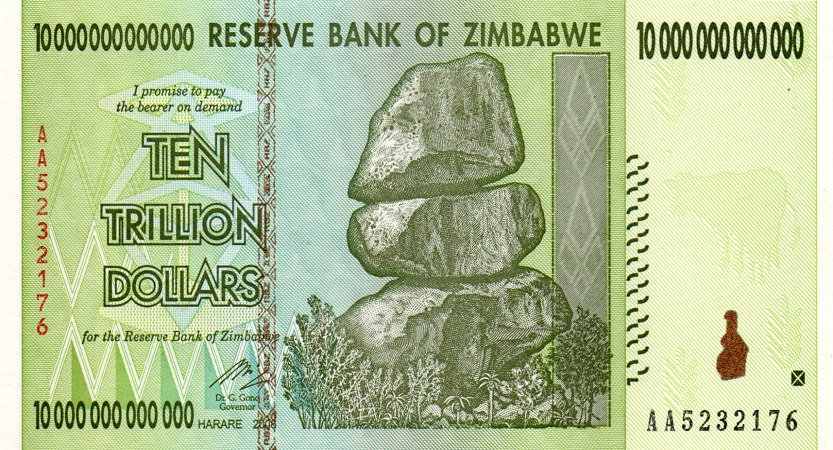 10000000000000 RESERVE BANK OF ZIMBABWE 10 000 000 000 000
I promise to pay
the bearer on demand
TEN
TRILLION
DOLLARS
for the Reserve Bank of Zimbabwe
Dr. G. Gono
Governor
HARARE 2008
10 000 000 000 000
AA5232176
AA5232176